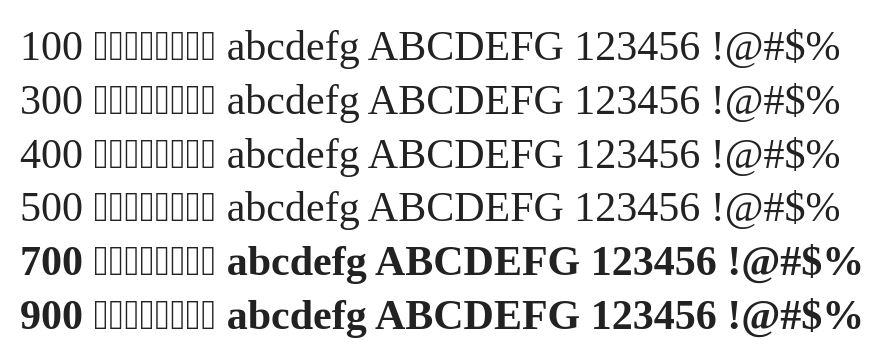 100 abcdefg ABCDEFG 123456 !@#$%
300 abcdefg ABCDEFG 123456 !@#$%
400 abcdefg ABCDEFG 123456 !@#$%
500 abcdefg ABCDEFG 123456 !@#$%
700 abcdefg ABCDEFG 123456 !@#$%
900 abcdefg ABCDEFG 123456 !@#$%